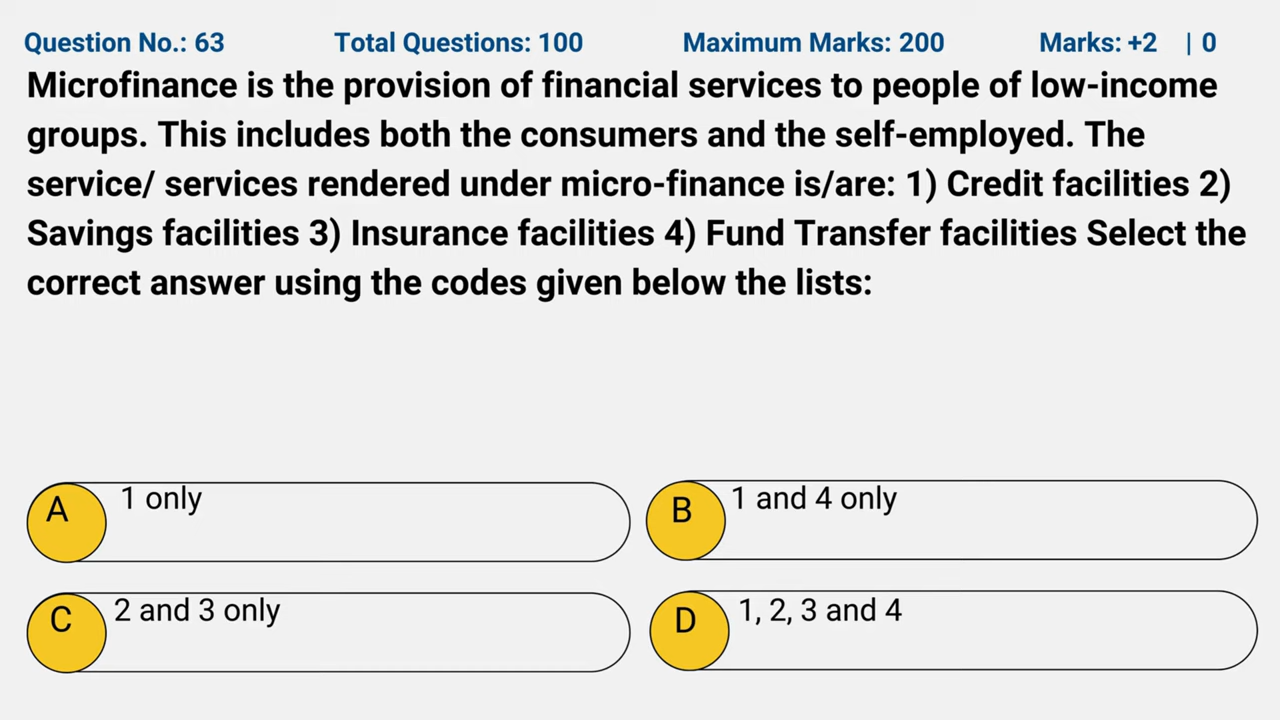 Question No.: 63 Total Questions: 100 Maximum Marks: 200 Marks: +2 | 0
Microfinance is the provision of financial services to people of low-income
groups. This includes both the consumers and the self-employed. The
service/ services rendered under micro-finance is/are: 1) Credit facilities 2)
Savings facilities 3) Insurance facilities 4) Fund Transfer facilities Select the
correct answer using the codes given below the lists:
A 1 only
B 1 and 4 only
C 2 and 3 only
D 1, 2, 3 and 4